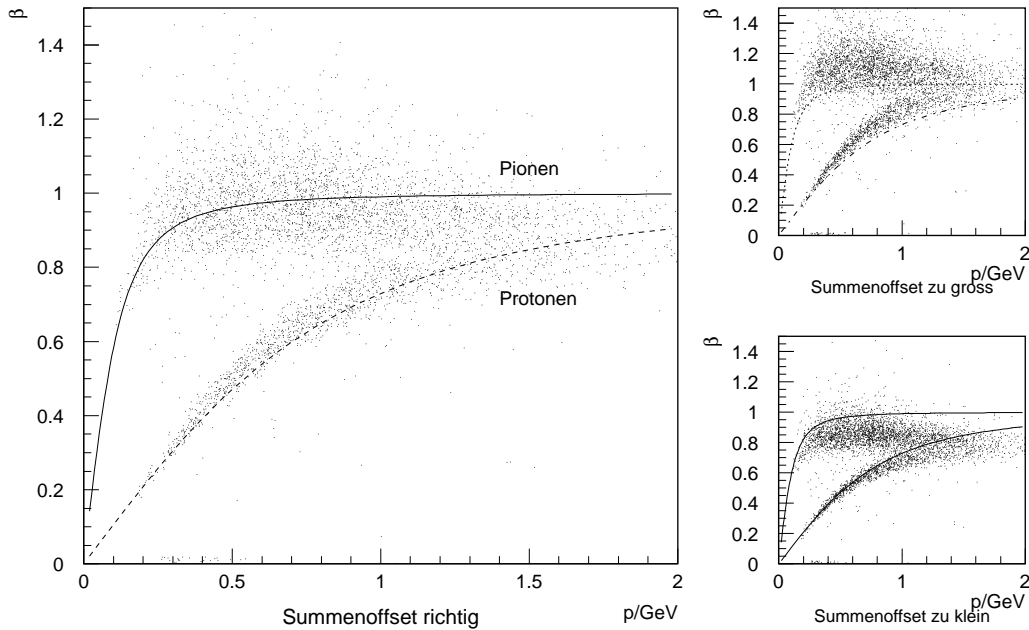 β
1.4
1.2
1
0.8
0.6
0.4
0.2
0
0 0.5 1 1.5 2
Pionen
Protonen
Summenoffset richtig
p/GeV
β
1.4
1.2
1
0.8
0.6
0.4
0.2
0
0 1 2
p/GeV
Summenoffset zu gross
β
1.4
1.2
1
0.8
0.6
0.4
0.2
0
0 1 2
p/GeV
Summenoffset zu klein